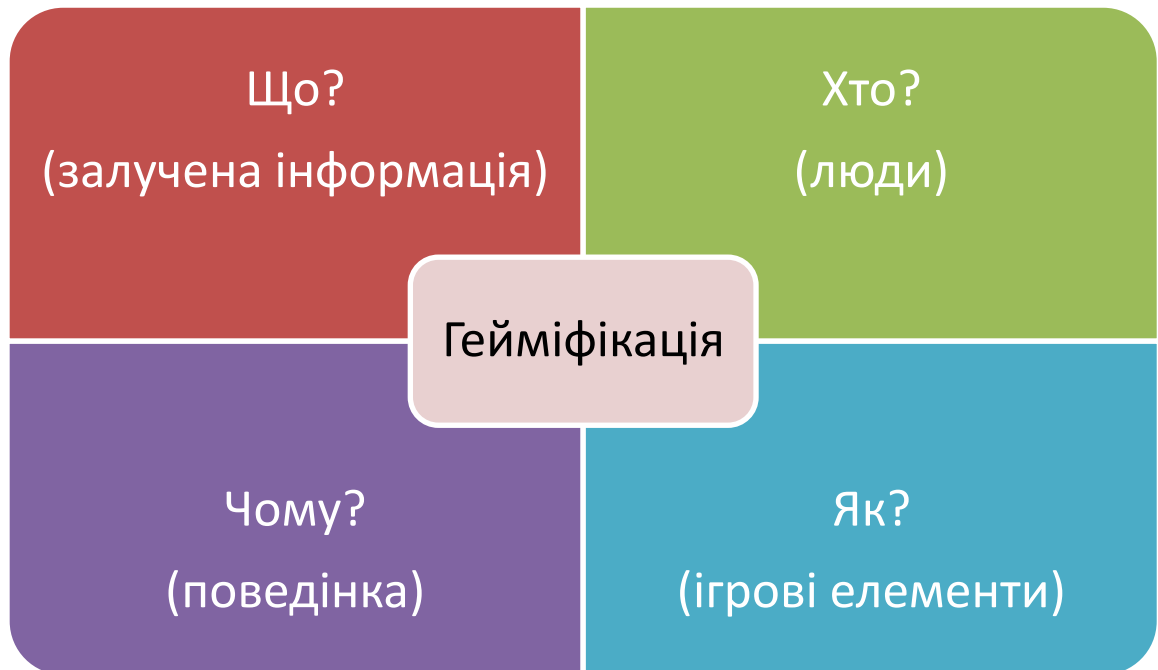 Що?
(залучена інформація)
Хто?
(люди)
Гейміфікація
Чому?
(поведінка)
Як?
(ігрові елементи)